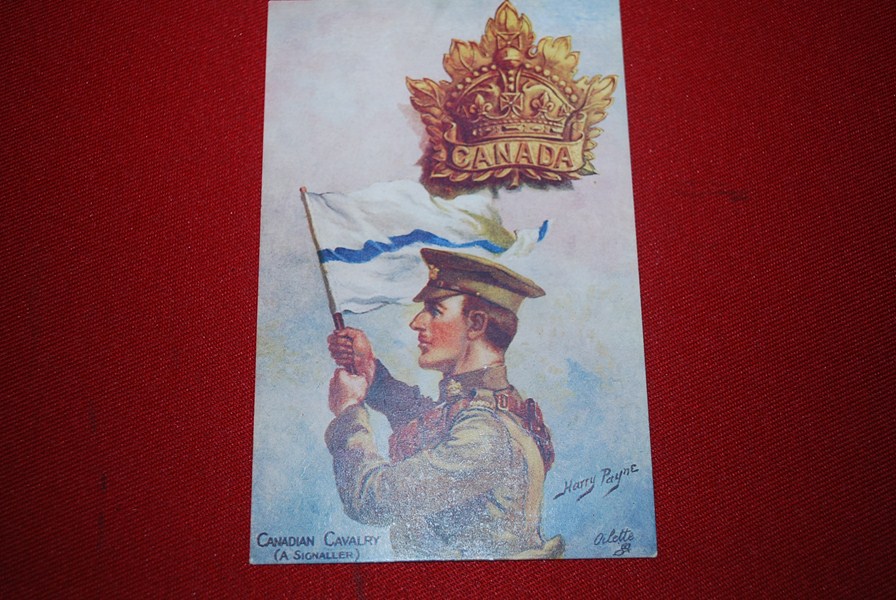 CANADA
Harry Payne
CANADIAN CAVALRY
(A SIGNALLER)
Oilette